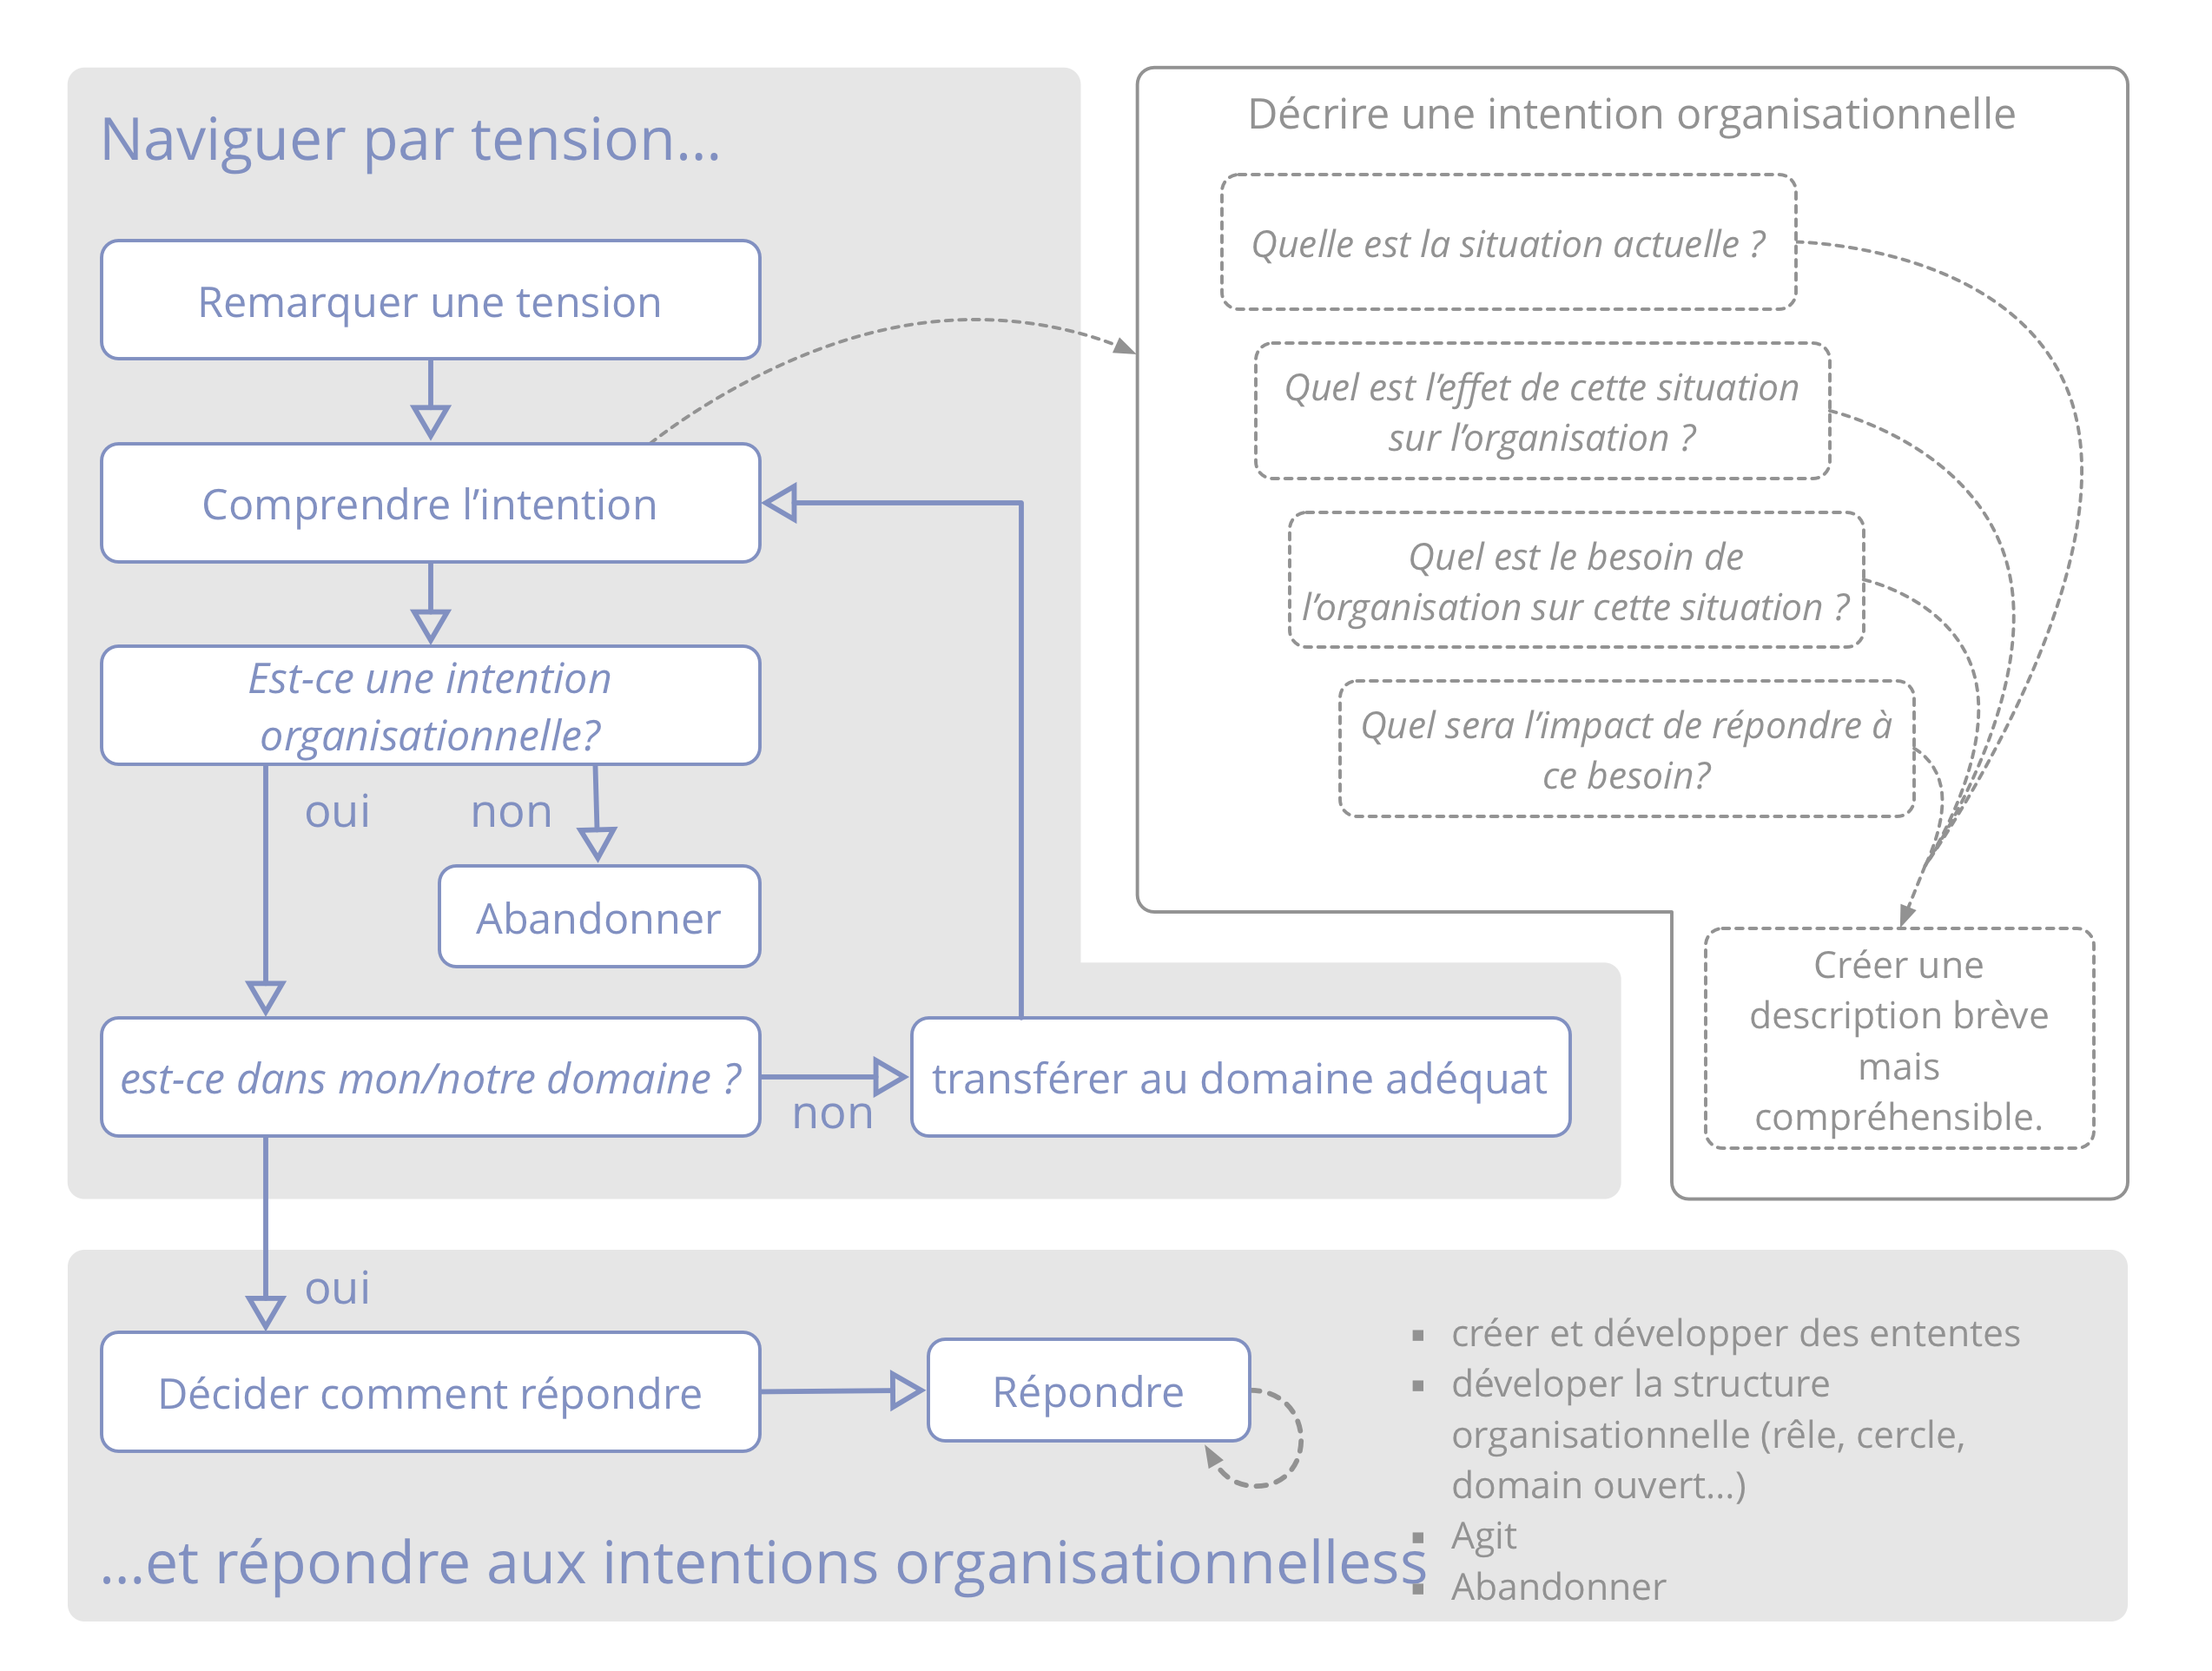 Naviguer par tension...
Remarquer une tension
Comprendre l’intention
Est-ce une intention
organisationnelle?
oui
non
Abandonner
est-ce dans mon/notre domaine ?
non
transférer au domaine adéquat
Décrire une intention organisationnelle
Quelle est la situation actuelle ?
Quel est l’effet de cette situation
sur l’organisation ?
Quel est le besoin de
l’organisation sur cette situation ?
Quel sera l’impact de répondre à
ce besoin?
Créer une
description brève
mais
compréhensible.
oui
Décider comment répondre
Répondre
▪ créer et développer des ententes
▪ déveloper la structure
organisationnelle (rêle, cercle,
domain ouvert...)
▪ Agit
▪ Abandonner
...et répondre aux intentions organisationnelless